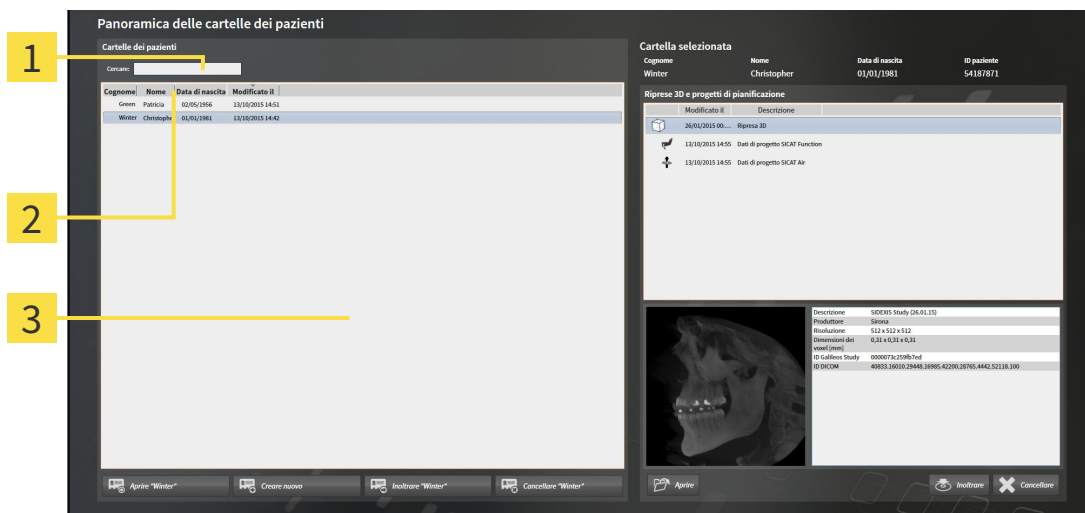 Panoramica delle cartelle dei pazienti
Cartelle dei pazienti
1
Cercare:
Cognome Nome Data di nascita Modificato il
Green Patricia 02/05/1956 13/10/2015 14:51
Winter Christophe 01/01/1981 13/10/2015 14:42
2
3
Aprire "Winter"
Creare nuovo
Inoltrare "Winter"
Cancellare "Winter"
Cartella selezionata
Cognome Nome Data di nascita ID paziente
Winter Christopher 01/01/1981 54187871
Riprese 3D e progetti di pianificazione
Modificato il Descrizione
26/01/2015 00:... Ripresa 3D
13/10/2015 14:55 Dati di progetto SICAT Function
13/10/2015 14:55 Dati di progetto SICAT Air
Descrizione SIDEXIS Study (26.01.15)
Produttore Sirona
Risoluzione 512 x 512 x 512
Dimensioni dei voxel [mm] 0,31 x 0,31 x 0,31
ID Galileos Study 0000073c259fb7ed
ID DICOM 40833.16010.29448.16985.42200.28765.4442.52118.100
Aprire
Inoltrare
Cancellare